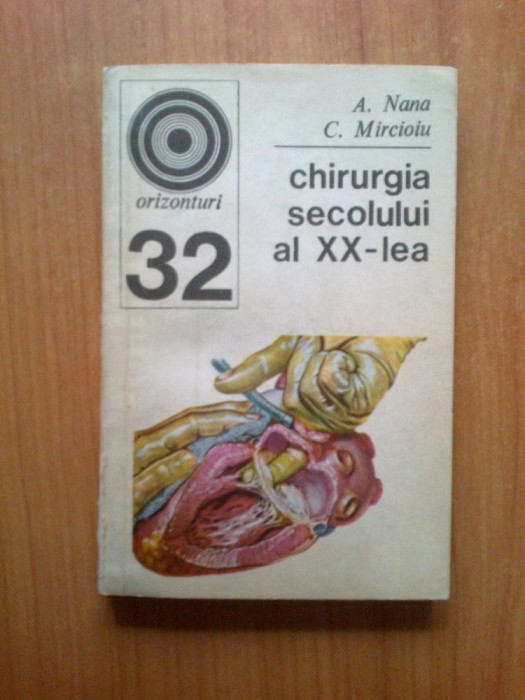 orizonturi
32
A. Nana
C. Mircioiu
chirurgia
secolului
al XX-lea